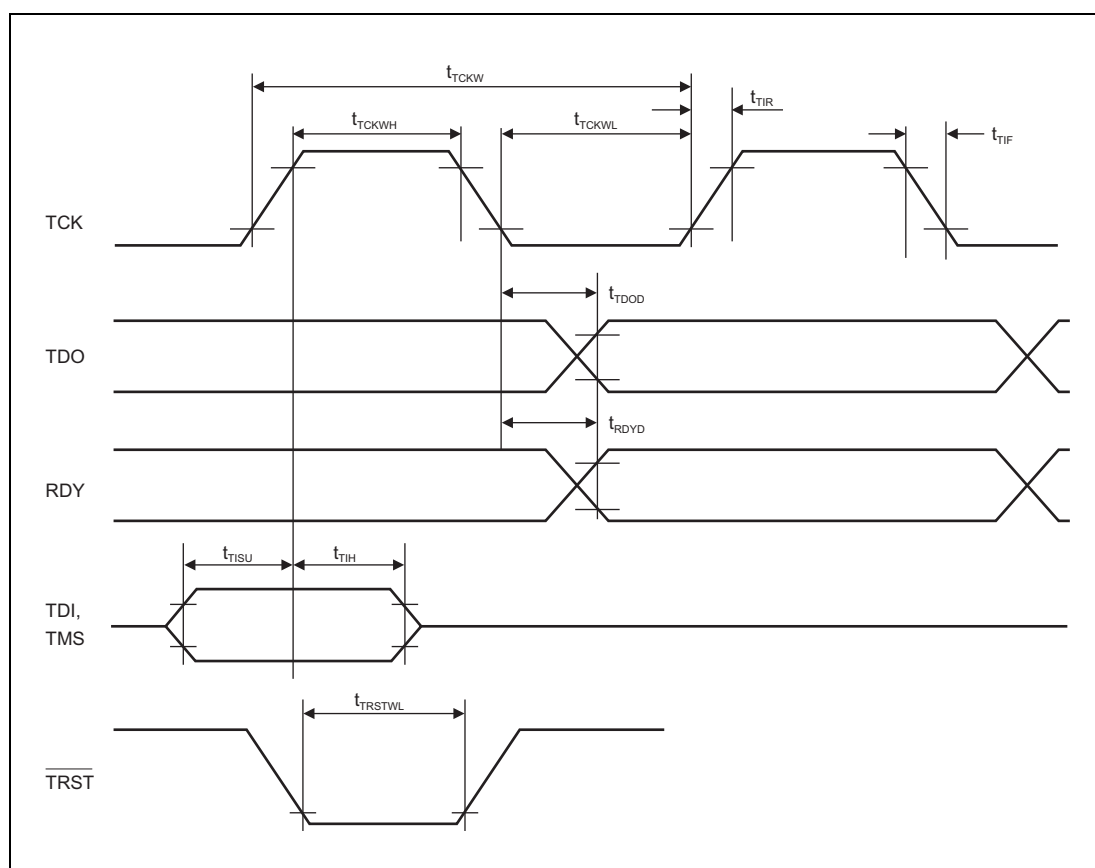 tTCKW
tTIR
tTCKWH
tTCKWL
tTIF
TCK
tTDOD
TDO
tRDYD
RDY
tTISU
tTIH
TDI,
TMS
tTRSTWL
TRST